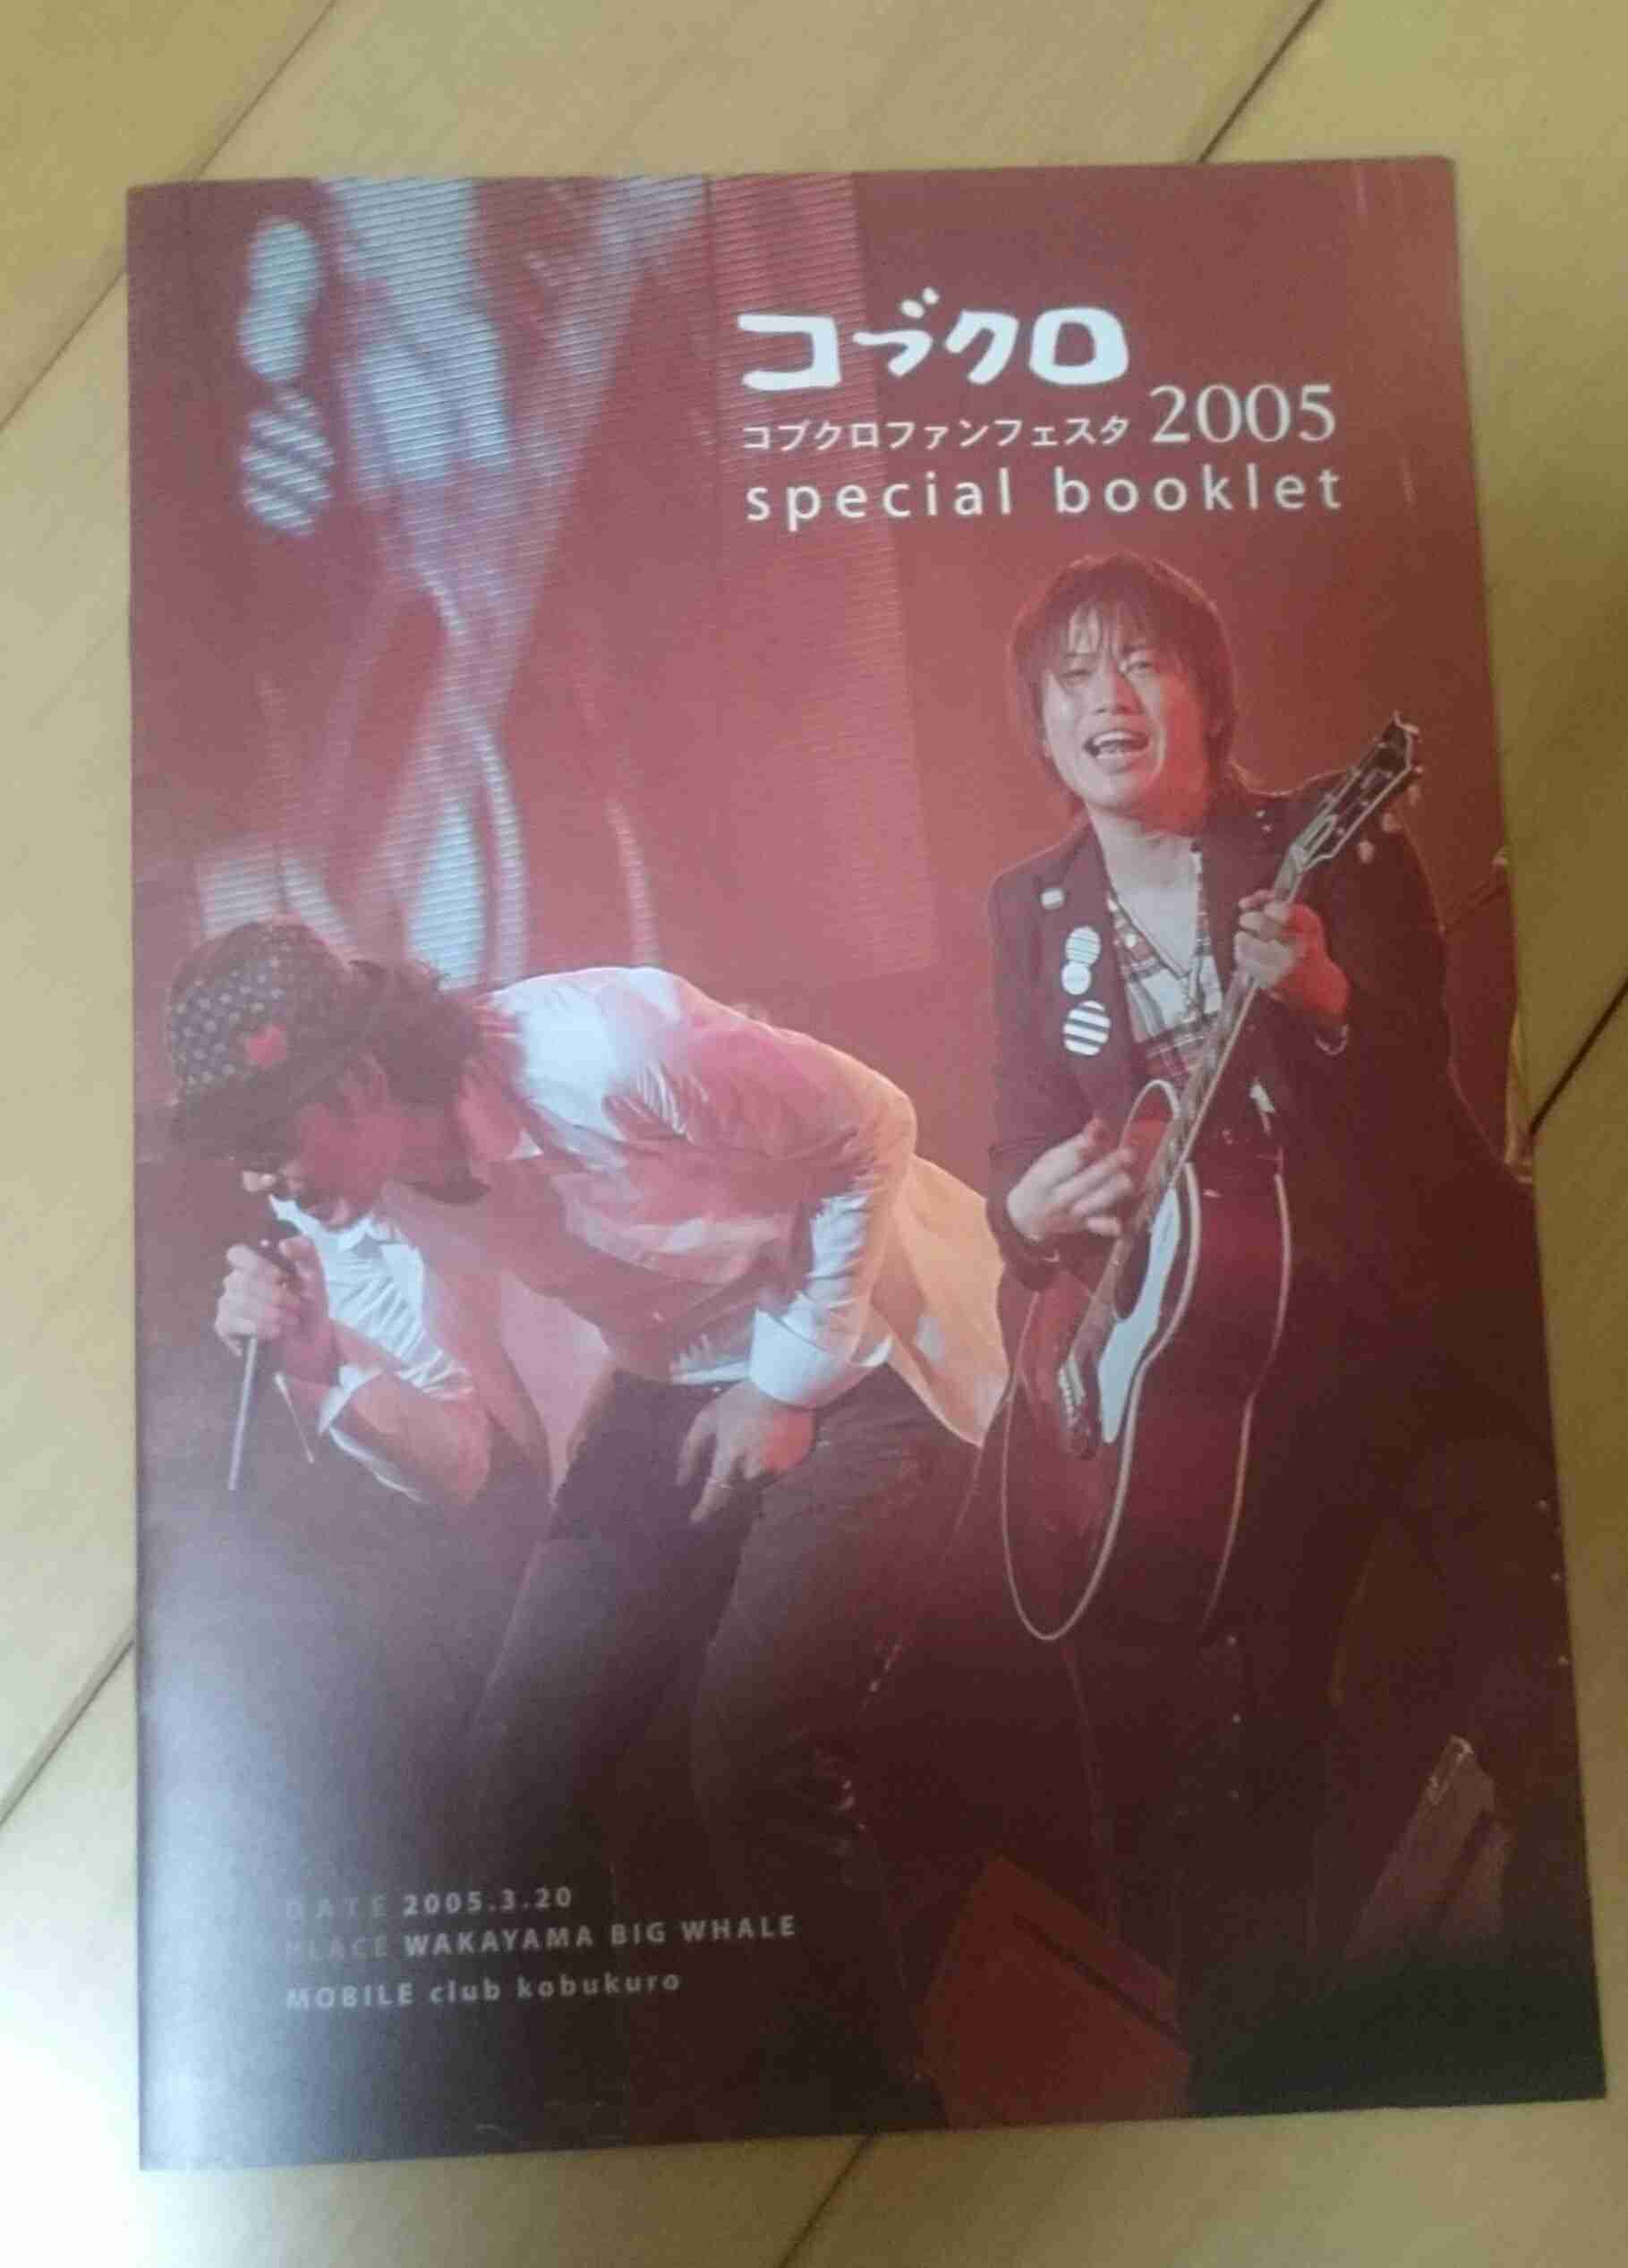 コブクロ
コブクロファンフェスタ 2005
special booklet
DATE 2005.3.20
PLACE WAKAYAMA BIG WHALE
MOBILE club kobukuro